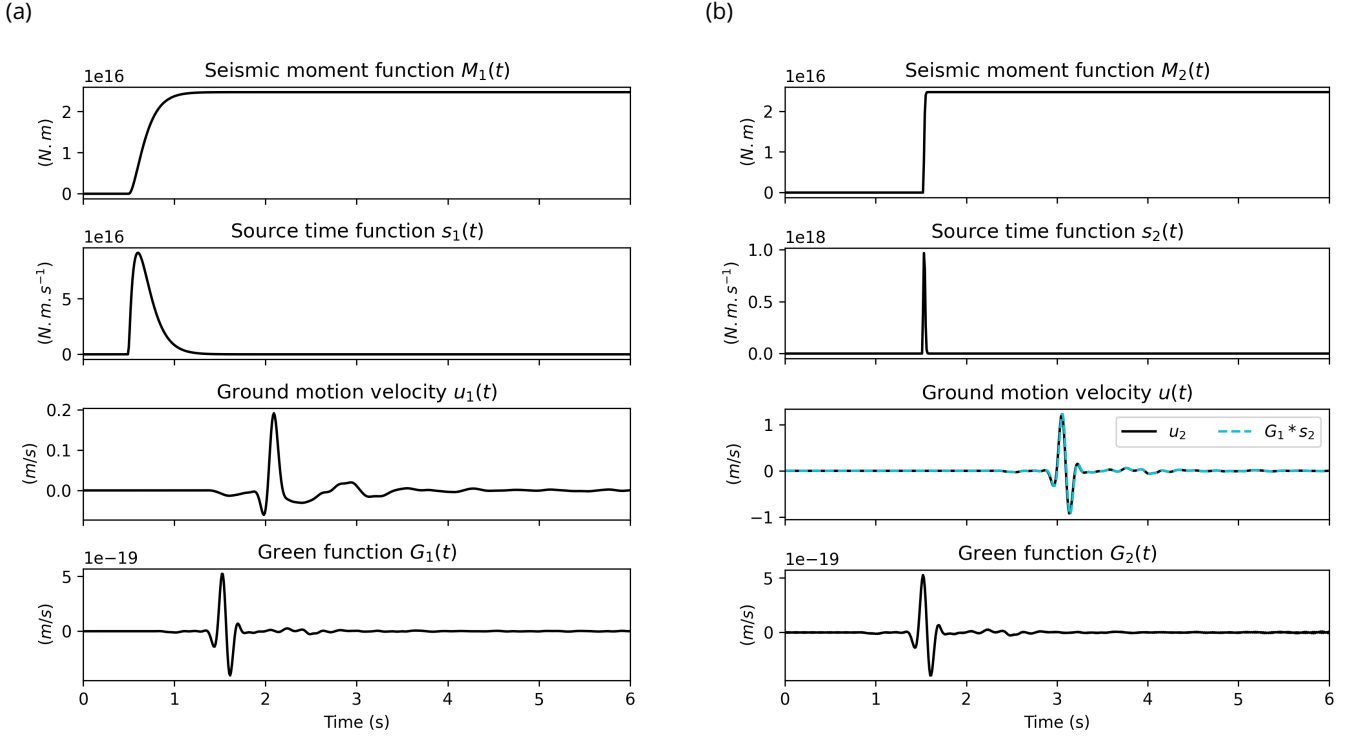 (a)
1e16
Seismic moment function M₁(t)
(N.m)
2
1
0
1e16
Source time function s₁(t)
(N.m.s⁻¹)
5
0
Ground motion velocity u₁(t)
(m/s)
0.2
0.1
0.0
1e−19
Green function G₁(t)
(m/s)
5
0
0 1 2 3 4 5 6
Time (s)
(b)
1e16
Seismic moment function M₂(t)
(N.m)
2
1
0
1e18
Source time function s₂(t)
(N.m.s⁻¹)
1.0
0.5
0.0
Ground motion velocity u(t)
(m/s)
1
0
−1
u₂ G₁ * s₂
1e−19
Green function G₂(t)
(m/s)
5
0
0 1 2 3 4 5 6
Time (s)